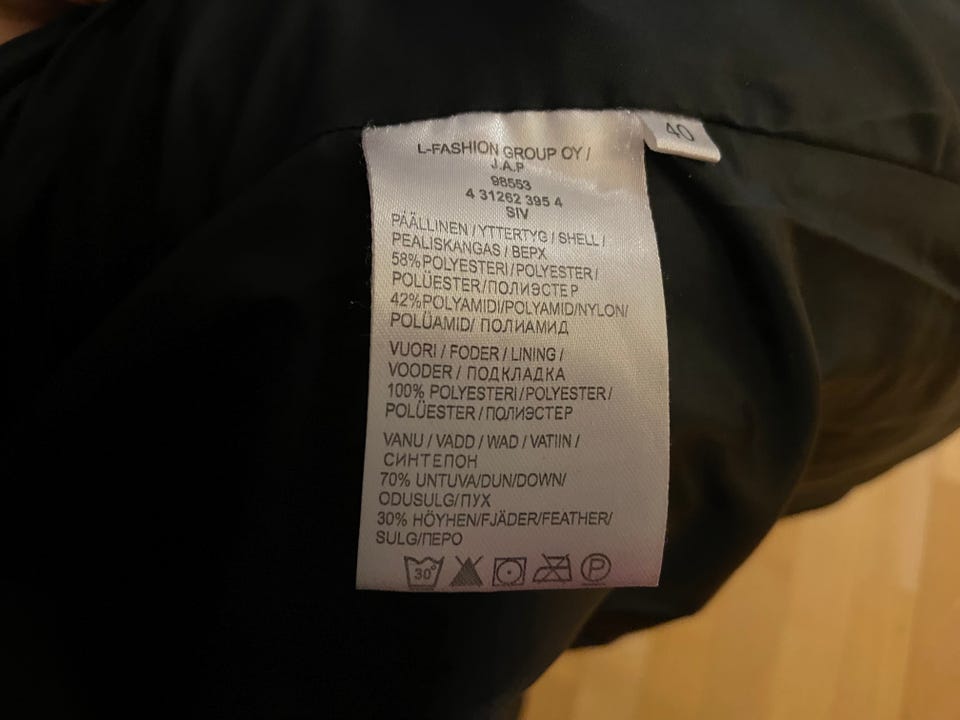 L-FASHION GROUP OY /
J.A.P
98553
4 31262 395 4
SIV
PÄÄLLINEN / YTTERTYG / SHELL /
PEALISKANGAS / ВЕРХ
58% POLYESTERI / POLYESTER /
POLÜESTER / ПОЛИЭСТЕР
42%POLYAMIDI/POLYAMID/NYLON/
POLÜAMID/ ПОЛИАМИД
VUORI / FODER / LINING /
VOODER / ПОДКЛАДКА
100% POLYESTERI / POLYESTER /
POLÜESTER / ПОЛИЭСТЕР
VANU / VADD / WAD / VATIIN /
СИНТЕПОН
70% UNTUVA/DUN/DOWN/
ODUSULG/ПУХ
30% HÖYHEN/FJÄDER/FEATHER/
SULG/ПЕРО
30° P
40